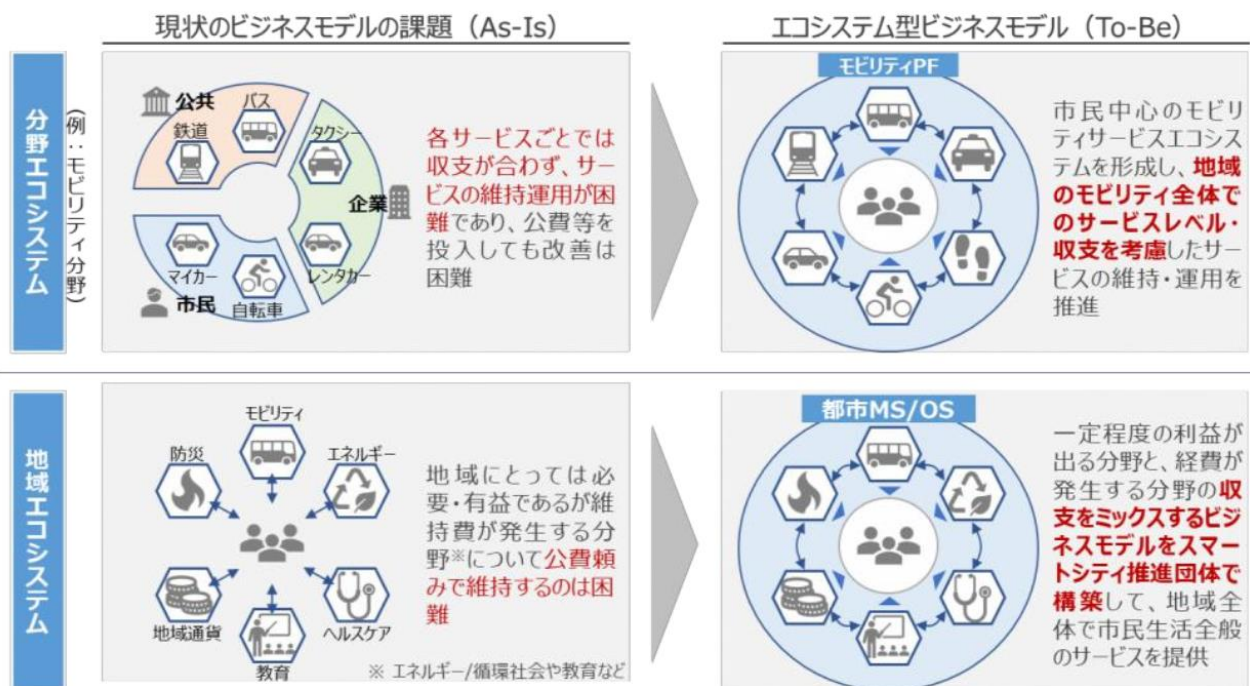 現状のビジネスモデルの課題（As-Is）
エコシステム型ビジネスモデル（To-Be）
分野エコシステム
（例：モビリティ分野）
公共
バス
鉄道
タクシー
企業
レンタカー
マイカー
自転車
市民
各サービスごとでは
収支が合わず、サー
ビスの維持運用が困
難であり、公費等を
投入しても改善は
困難
モビリティPF
市民中心のモビリ
ティサービスエコシス
テムを形成し、地域
のモビリティ全体で
のサービスレベル・
収支を考慮したサー
ビスの維持・運用を
推進
地域エコシステム
モビリティ
防災
エネルギー
地域通貨
ヘルスケア
教育
地域にとっては必
要・有益であるが維
持費が発生する分
野※について公費頼
みで維持するのは困
難
※ エネルギー/循環社会や教育など
都市MS/OS
一定程度の利益が
出る分野と、経費が
発生する分野の収
支をミックスするビジ
ネスモデルをスマー
トシティ推進団体で
構築して、地域全
体で市民生活全般
のサービスを提供